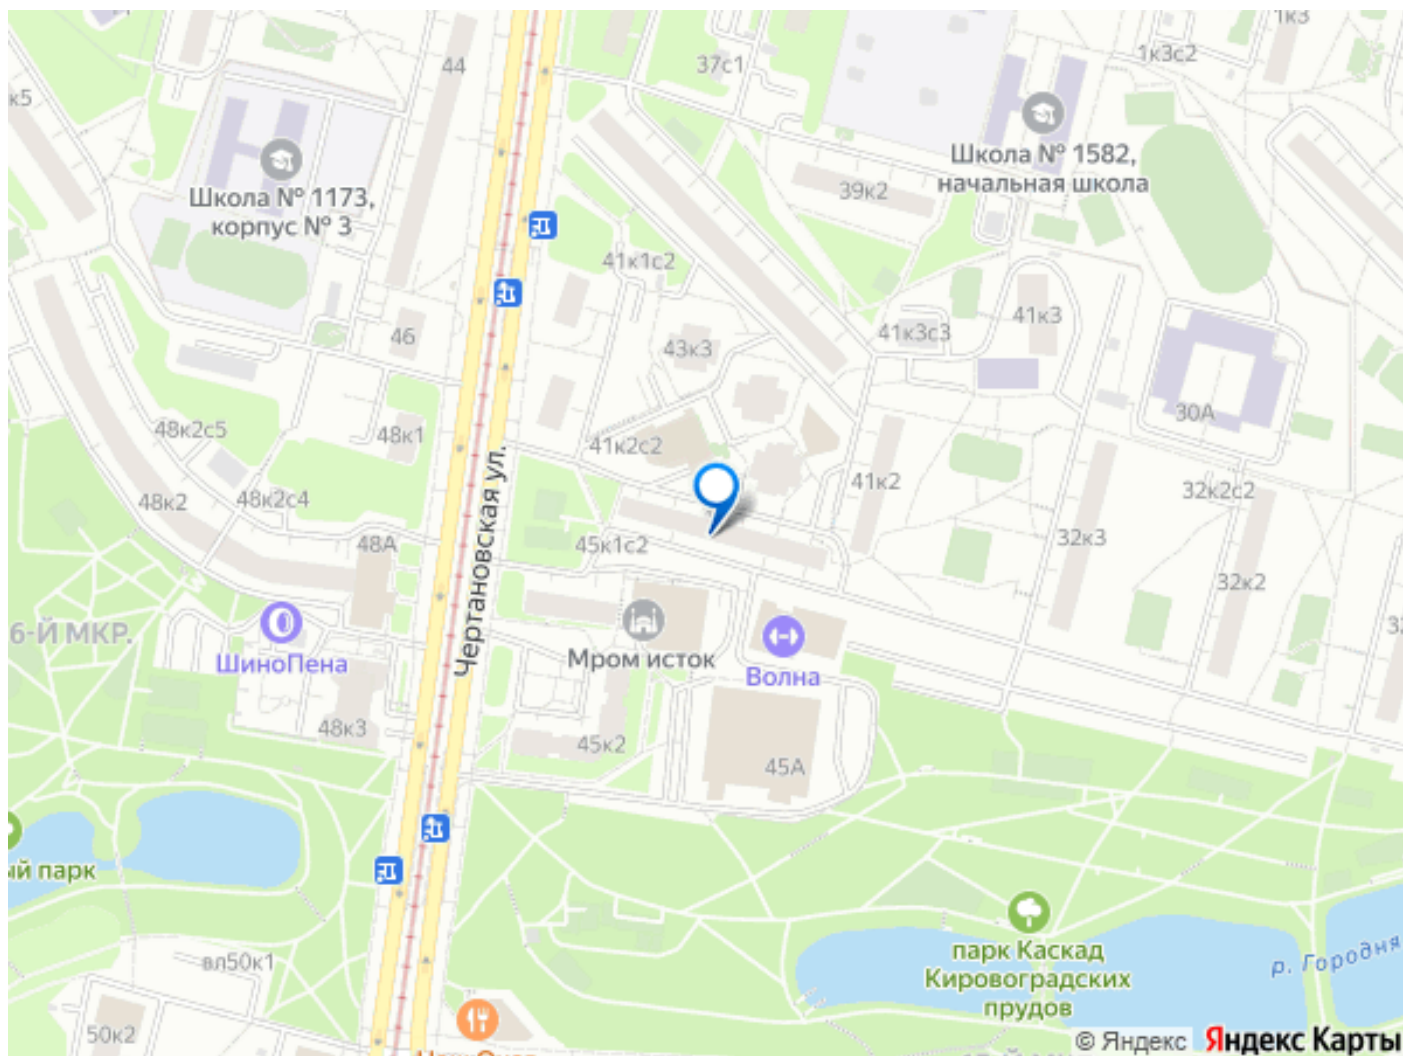 1к3
44
37с1
1к3с2
к5
Школа № 1582,
начальная школа
Школа № 1173,
корпус № 3
39к2
41к1с2
41к3
41к3с3
46
43к3
30А
48к2с5
48к1
41к2с2
41к2
48к2
48к2с4
32к2с2
Чертановская ул.
45к1с2
48А
32к3
32к2
6-Й МКР.
ШиноПена
Мром исток
Волна
48к3
45к2
45А
ый парк
парк Каскад
Кировоградских
прудов
р. Городня
вл50к1
50к2
© Яндекс Яндекс Карты